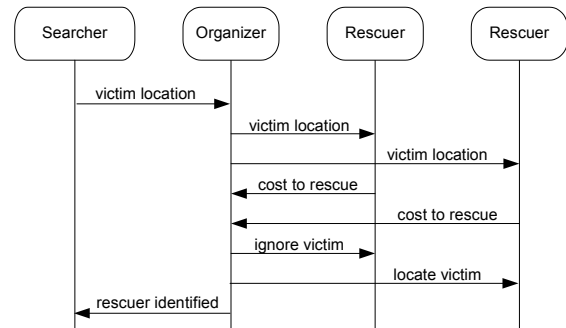 Searcher
Organizer
Rescuer
Rescuer
victim location
victim location
victim location
cost to rescue
cost to rescue
ignore victim
locate victim
rescuer identified